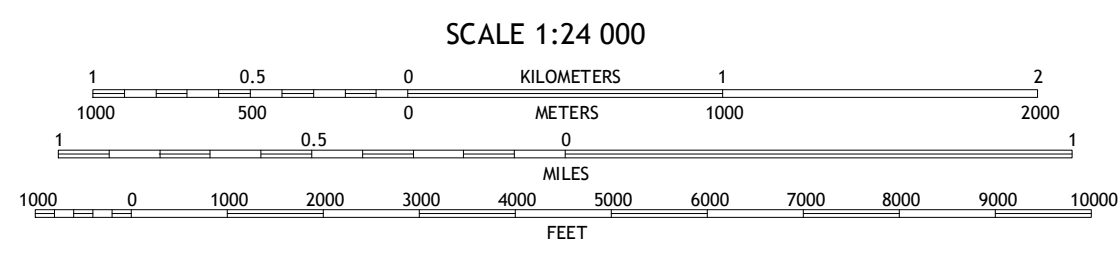 SCALE 1:24 000
1 0.5 0 KILOMETERS 1 2
1000 500 0 METERS 1000 2000
1 0.5 0 1
MILES
1000 0 1000 2000 3000 4000 5000 6000 7000 8000 9000 10000
FEET